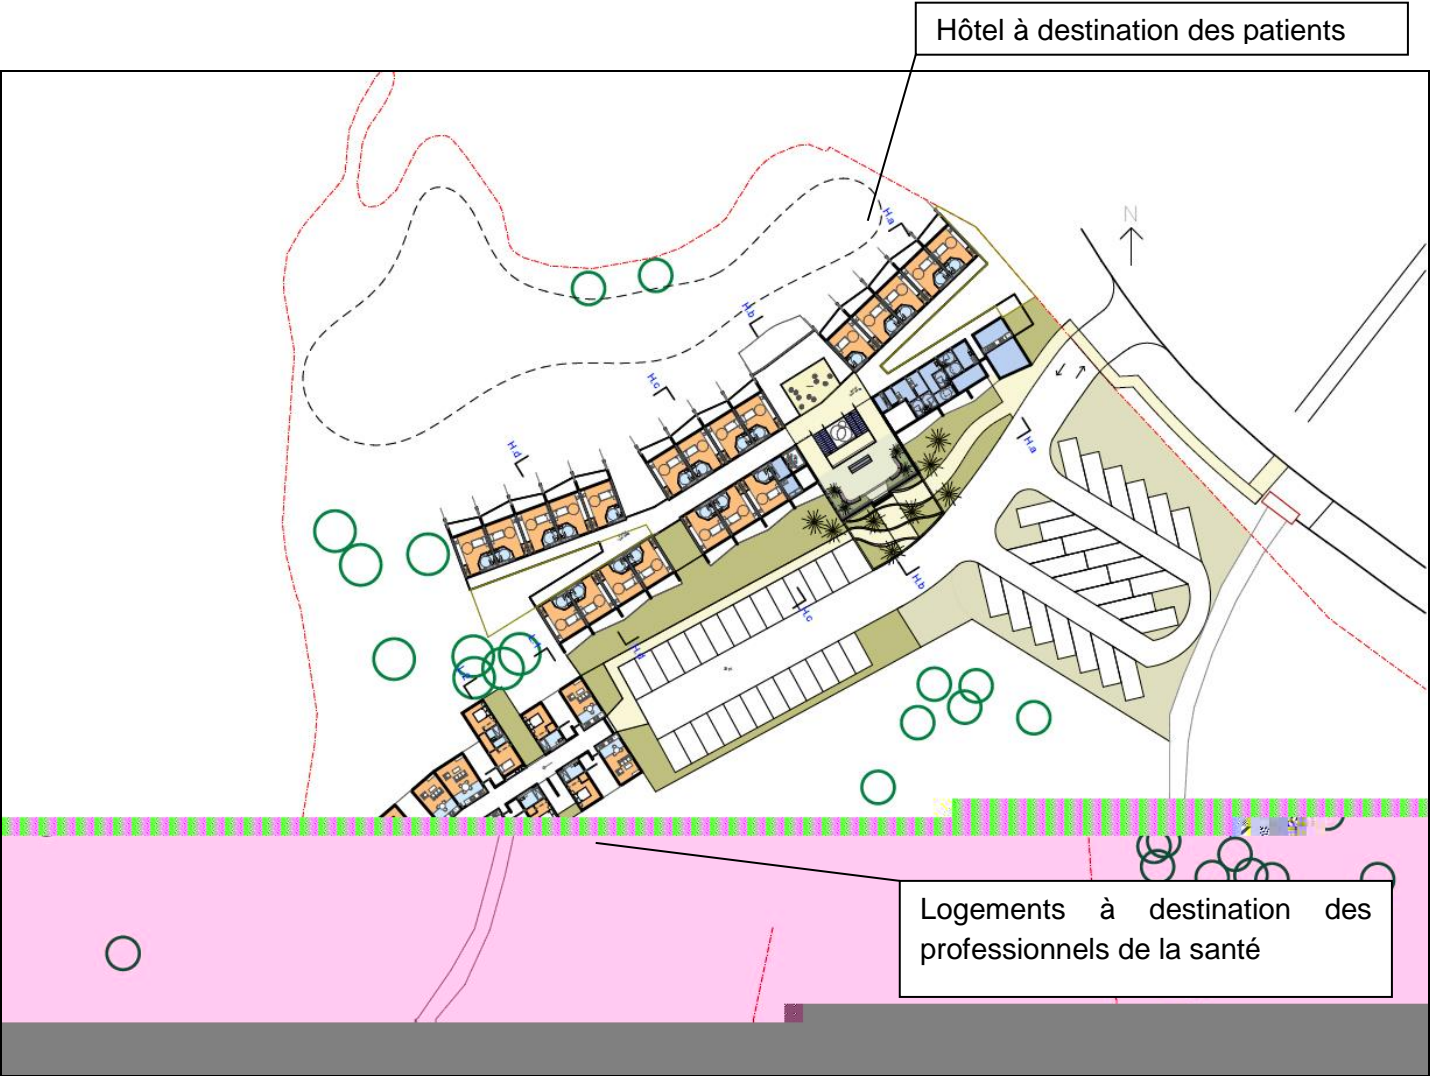 Hôtel à destination des patients
N
H.a
H.b
H.c
H.d
H.a
H.b
H.c
H.d
Logements à destination des
professionnels de la santé